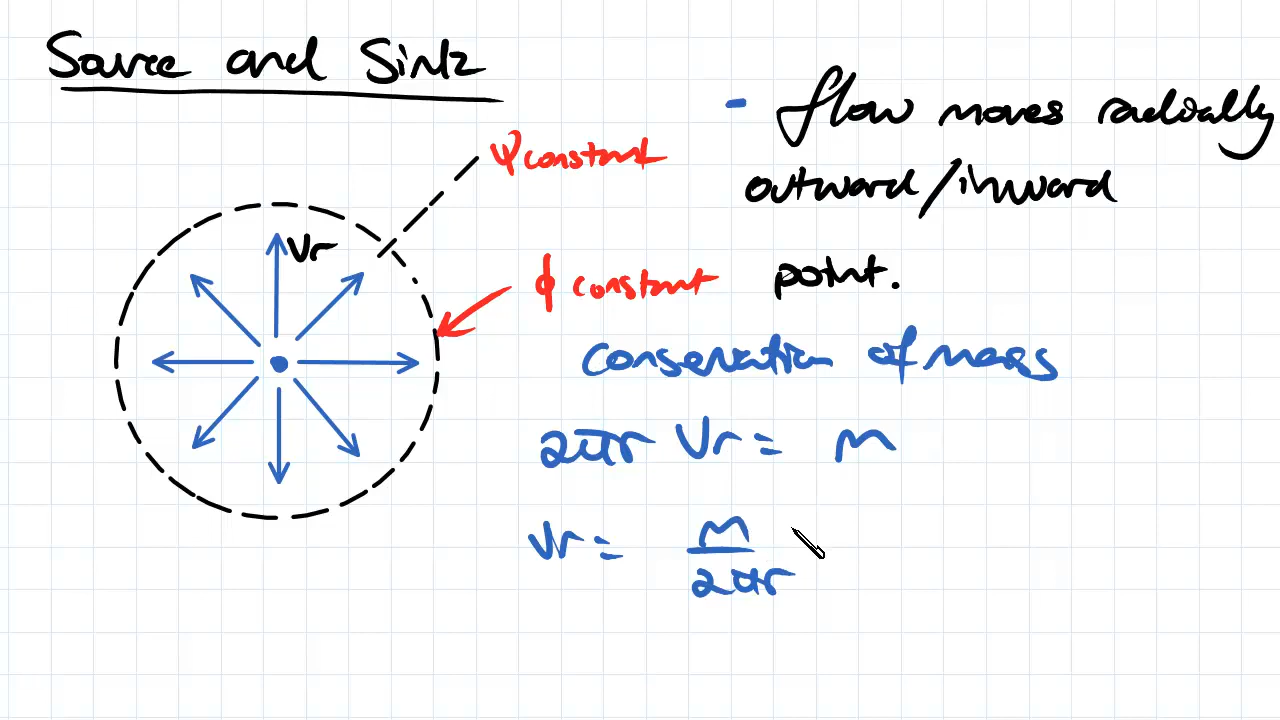 Source and Sink
- flow moves radially
outward/inward
point.
ψ constant
Vr
ϕ constant
conservation of mass
2πr Vr = m
Vr = m/2πr